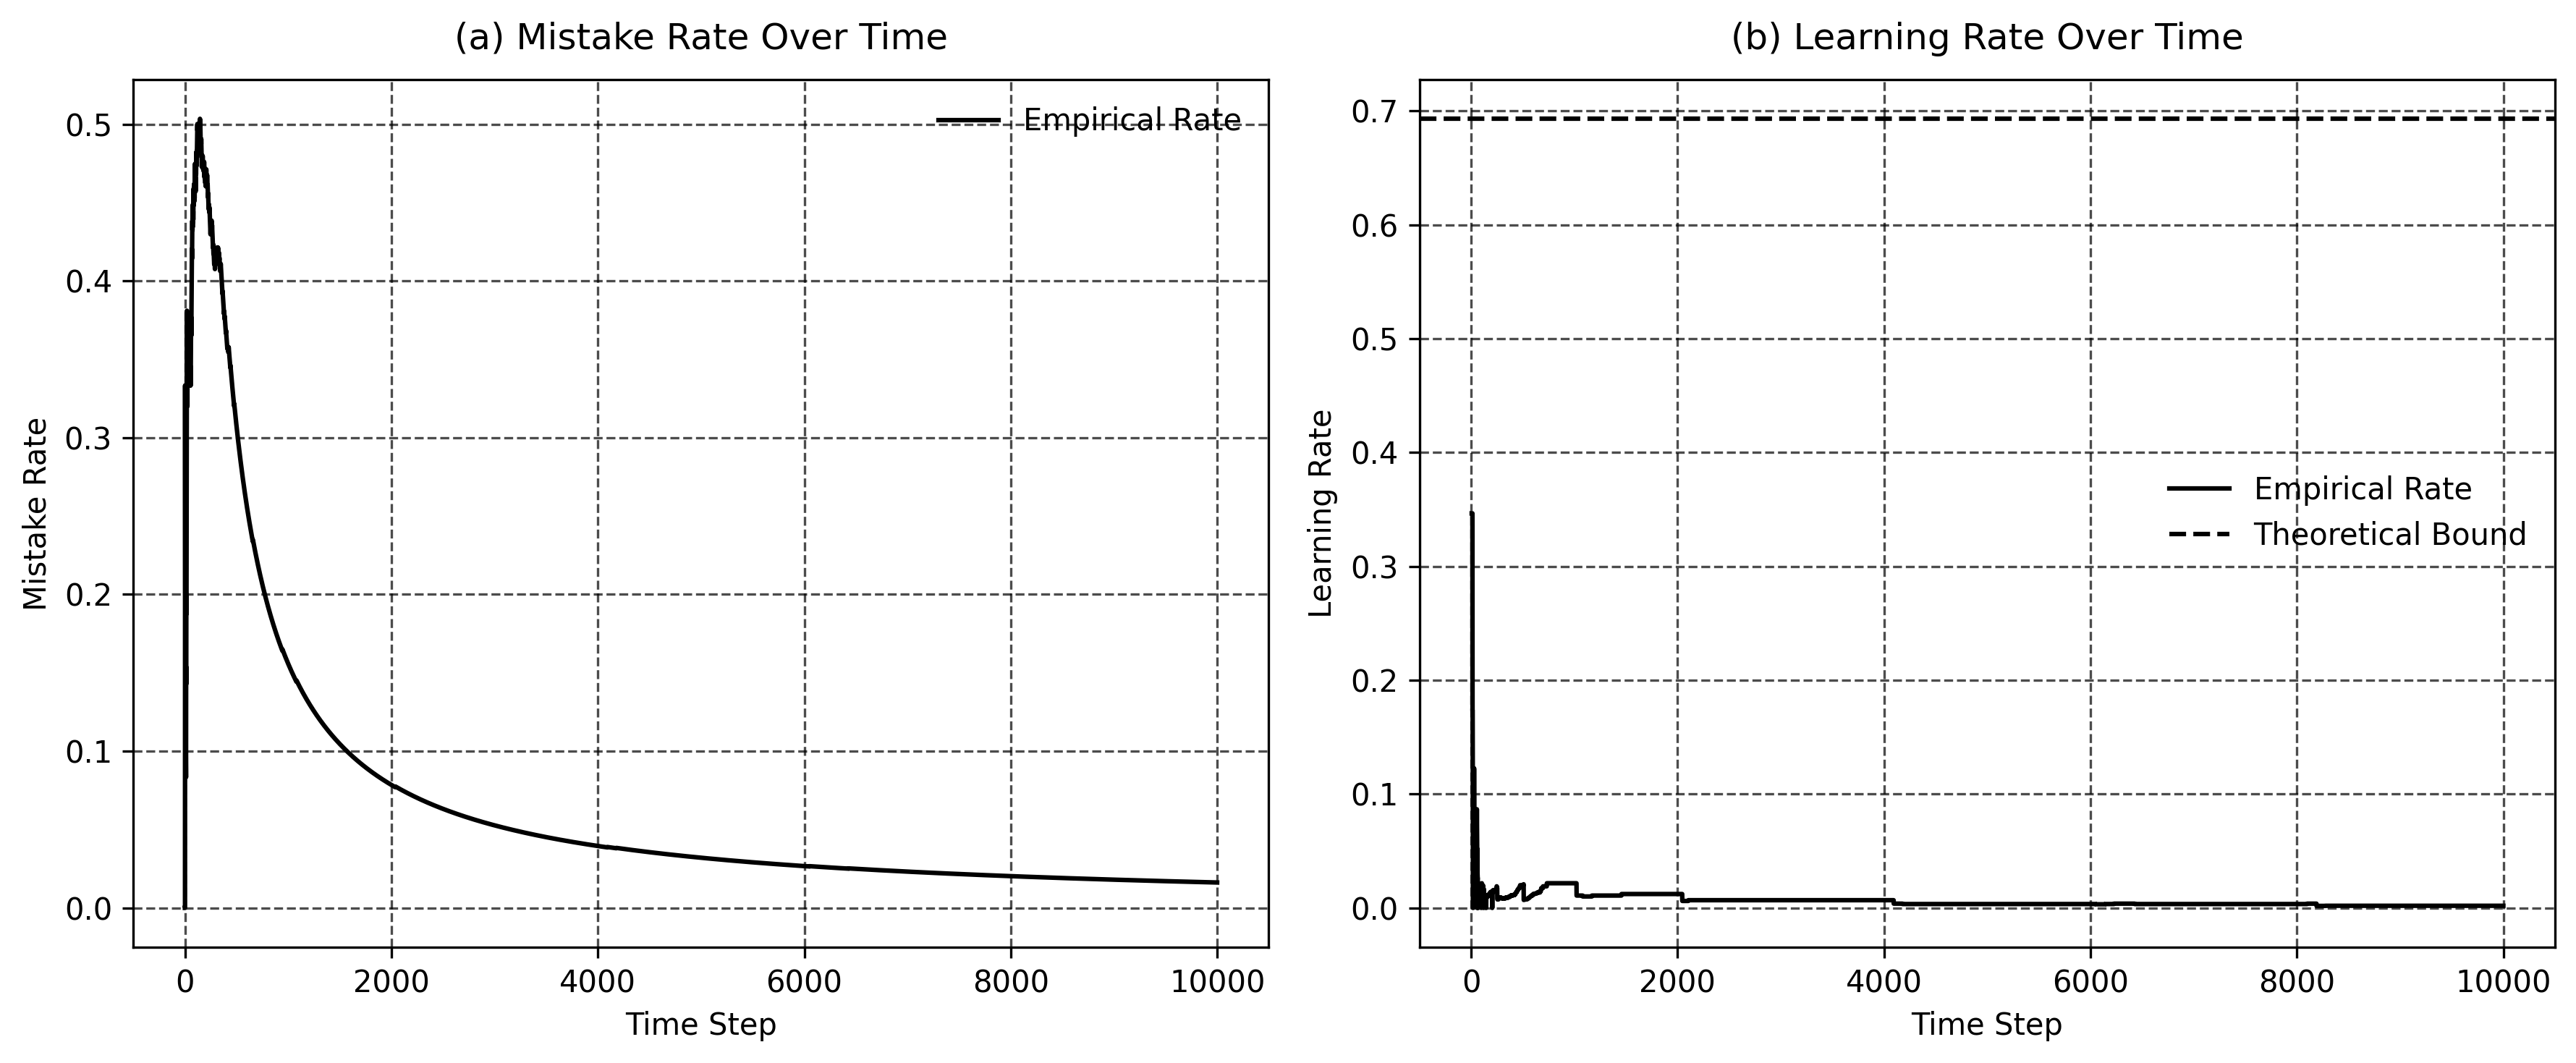 (a) Mistake Rate Over Time
Mistake Rate
0.5
0.4
0.3
0.2
0.1
0.0
Empirical Rate
0 2000 4000 6000 8000 10000
Time Step
(b) Learning Rate Over Time
Learning Rate
0.7
0.6
0.5
0.4
0.3
0.2
0.1
0.0
Empirical Rate
Theoretical Bound
0 2000 4000 6000 8000 10000
Time Step